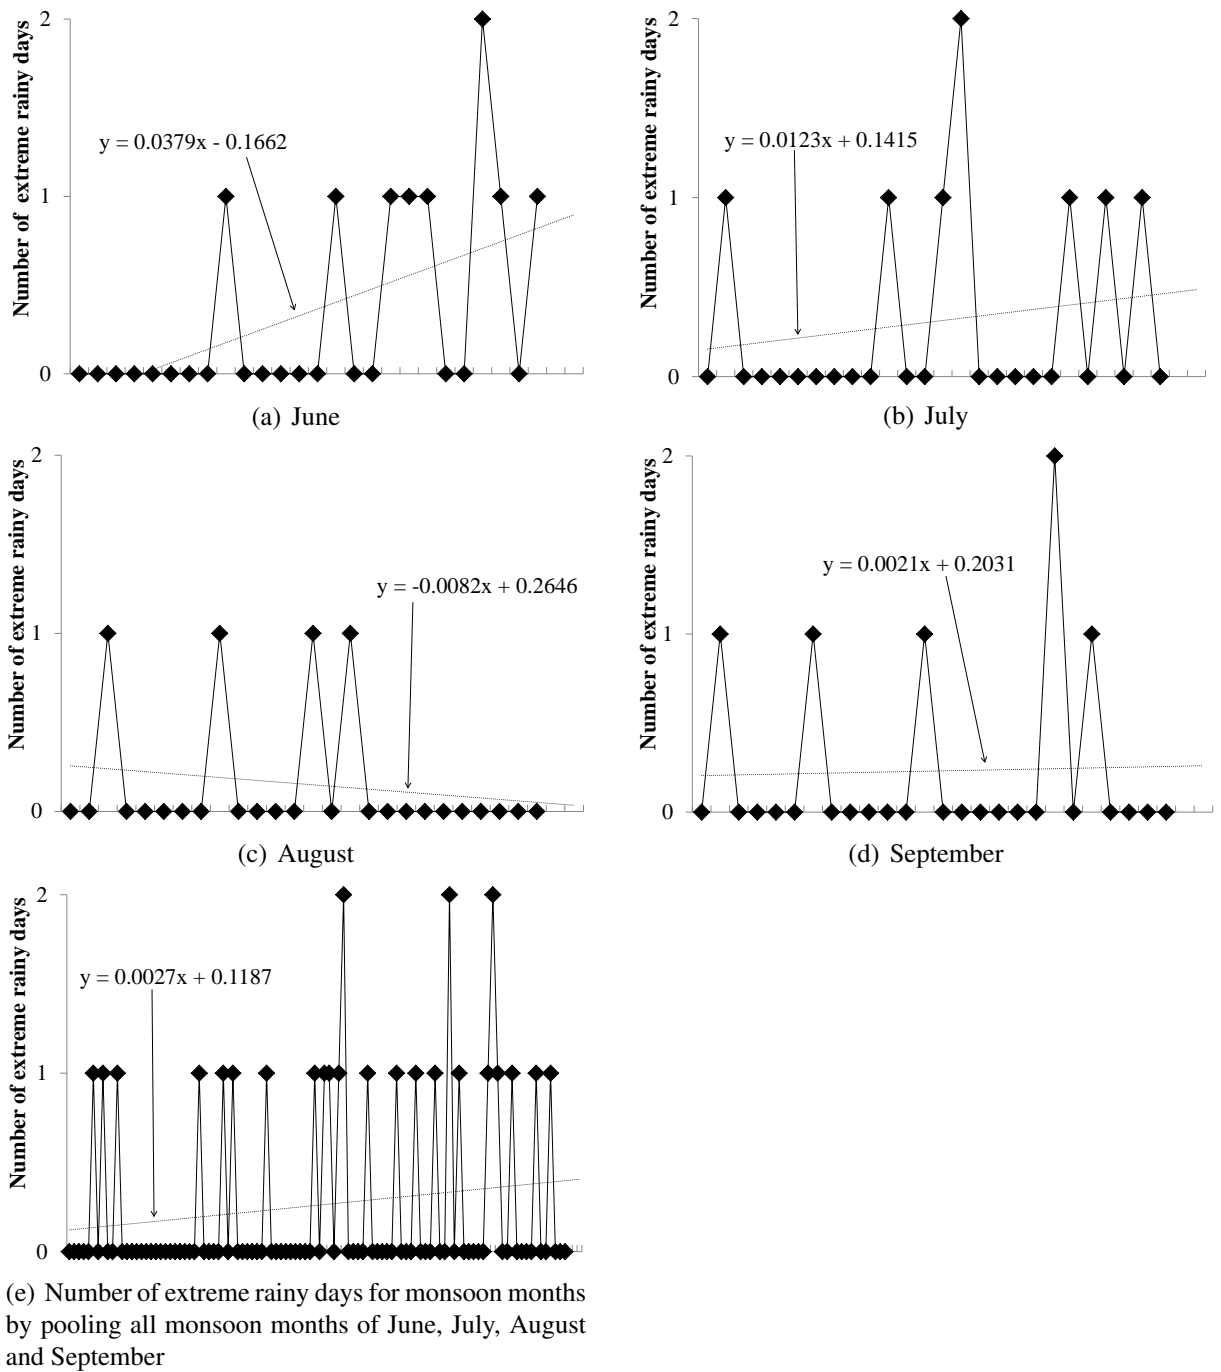 Number of extreme rainy days
2
1
0
y = 0.0379x - 0.1662
(a) June
Number of extreme rainy days
2
1
0
y = 0.0123x + 0.1415
(b) July
Number of extreme rainy days
2
1
0
y = -0.0082x + 0.2646
(c) August
Number of extreme rainy days
2
1
0
y = 0.0021x + 0.2031
(d) September
Number of extreme rainy days
2
1
0
y = 0.0027x + 0.1187
(e) Number of extreme rainy days for monsoon months
by pooling all monsoon months of June, July, August
and September